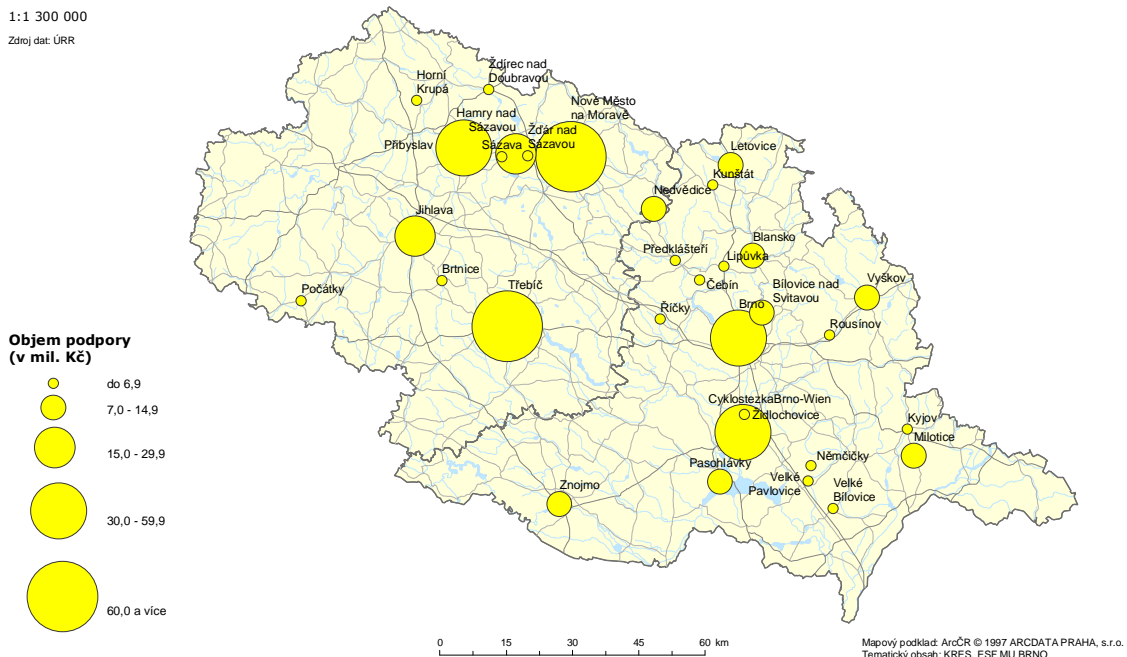 1:1 300 000
Zdroj dat: ÚRR
Ždírec nad
Doubravou
Horní
Krupá
Nové Město
na Moravě
Hamry nad
Sázavou
Žďár nad
Sázavou
Přibyslav
Sázava
Letovice
Kunštát
Nedvědice
Jihlava
Blansko
Předklášteří
Lipůvka
Brtnice
Čebín
Bílovice nad
Svitavou
Vyškov
Počátky
Třebíč
Říčky
Brno
Rousínov
Objem podpory
(v mil. Kč)
do 6,9
7,0 - 14,9
15,0 - 29,9
30,0 - 59,9
60,0 a více
CyklostezkaBrno-Wien
Židlochovice
Kyjov
Milotice
Pasohlávky
Němčičky
Velké
Pavlovice
Velké
Bílovice
Znojmo
0 15 30 45 60 km
Mapový podklad: ArcČR © 1997 ARCDATA PRAHA, s.r.o.
Tematický obsah: KRES, ESF MU BRNO